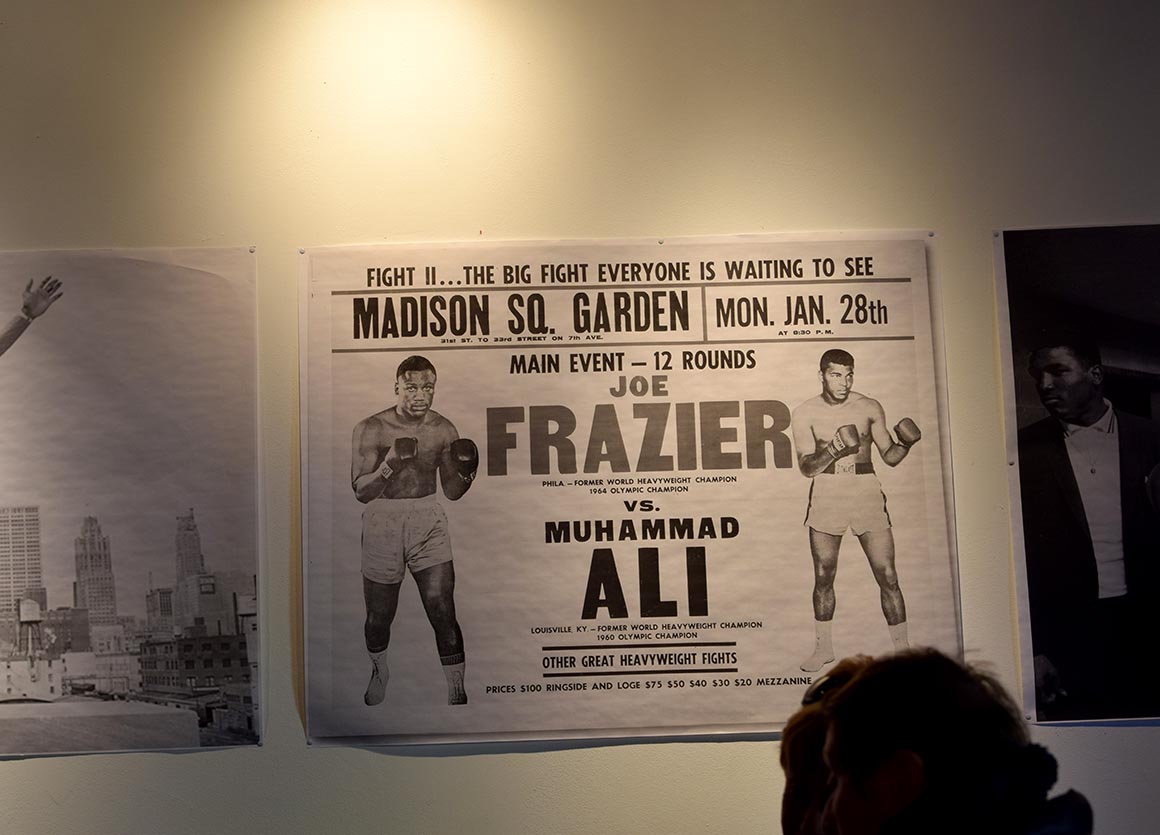 FIGHT II...THE BIG FIGHT EVERYONE IS WAITING TO SEE
MADISON SQ. GARDEN
31st ST. TO 33rd STREET ON 7th AVE.
MON. JAN. 28th
AT 8:30 P.M.
MAIN EVENT – 12 ROUNDS
JOE
FRAZIER
PHILA. – FORMER WORLD HEAVYWEIGHT CHAMPION
1964 OLYMPIC CHAMPION
VS.
MUHAMMAD
ALI
LOUISVILLE, KY. – FORMER WORLD HEAVYWEIGHT CHAMPION
1960 OLYMPIC CHAMPION
OTHER GREAT HEAVYWEIGHT FIGHTS
PRICES $100 RINGSIDE AND LOGE $75 $50 $40 $30 $20 MEZZANINE